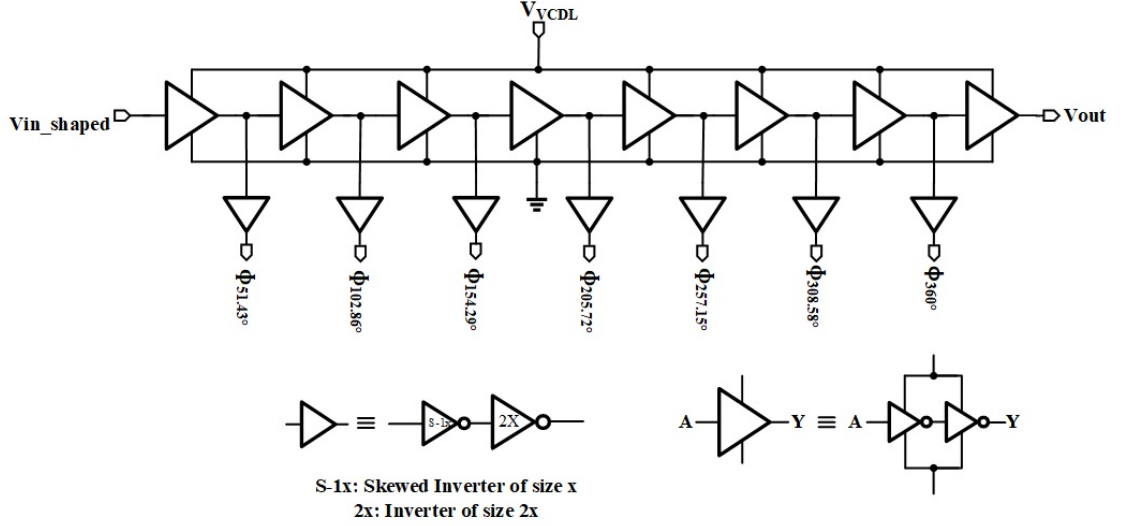 V_VCDL
Vin_shaped
Vout
Φ51.43°
Φ102.86°
Φ154.29°
Φ205.72°
Φ257.15°
Φ308.58°
Φ360°
≡ S-1x 2X
A Y ≡ A Y
S-1x: Skewed Inverter of size x
2x: Inverter of size 2x